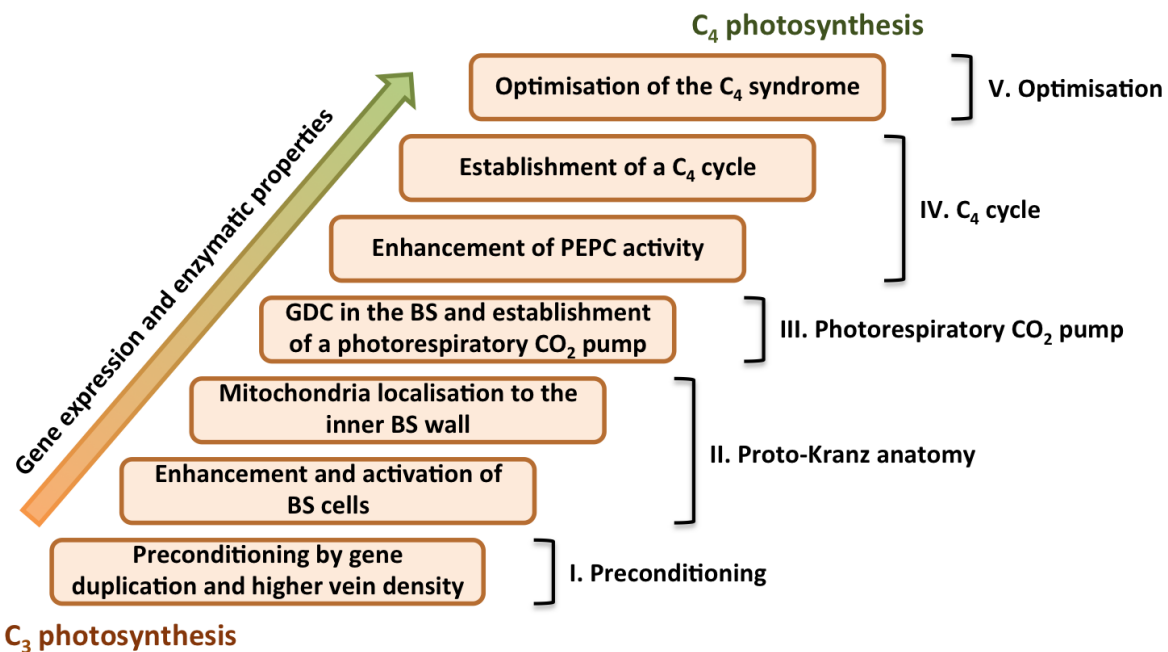 C₄ photosynthesis
Optimisation of the C₄ syndrome
V. Optimisation
Establishment of a C₄ cycle
IV. C₄ cycle
Enhancement of PEPC activity
GDC in the BS and establishment
of a photorespiratory CO₂ pump
III. Photorespiratory CO₂ pump
Mitochondria localisation to the
inner BS wall
II. Proto-Kranz anatomy
Enhancement and activation of
BS cells
Preconditioning by gene
duplication and higher vein density
I. Preconditioning
C₃ photosynthesis
Gene expression and enzymatic properties